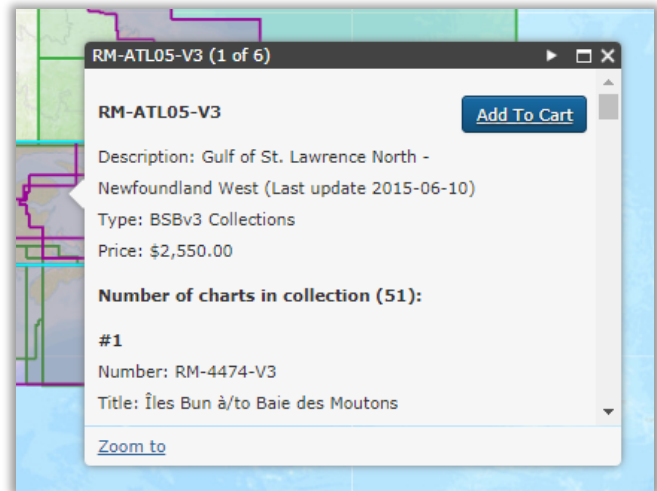 RM-ATL05-V3 (1 of 6)
RM-ATL05-V3
Add To Cart
Description: Gulf of St. Lawrence North -
Newfoundland West (Last update 2015-06-10)
Type: BSBv3 Collections
Price: $2,550.00
Number of charts in collection (51):
#1
Number: RM-4474-V3
Title: Îles Bun à/to Baie des Moutons
Zoom to